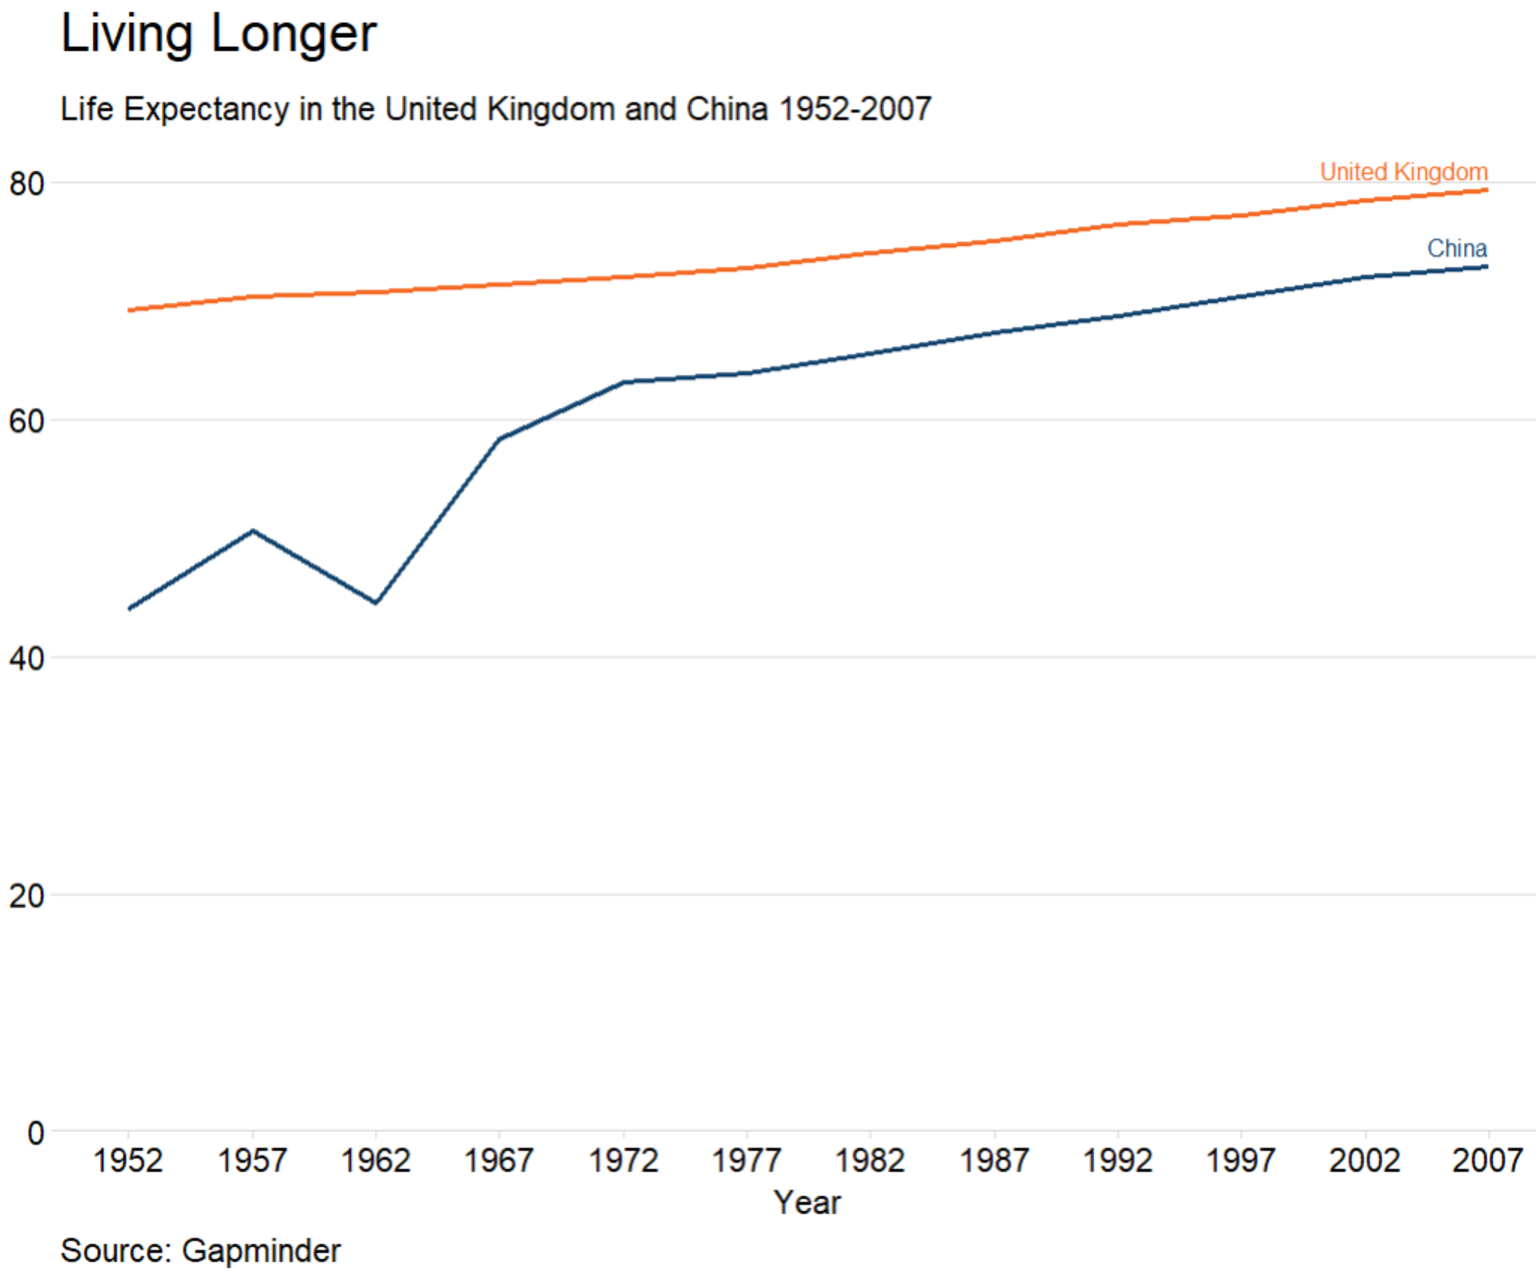 Living Longer
Life Expectancy in the United Kingdom and China 1952-2007
80
United Kingdom
China
60
40
20
0
1952 1957 1962 1967 1972 1977 1982 1987 1992 1997 2002 2007
Year
Source: Gapminder